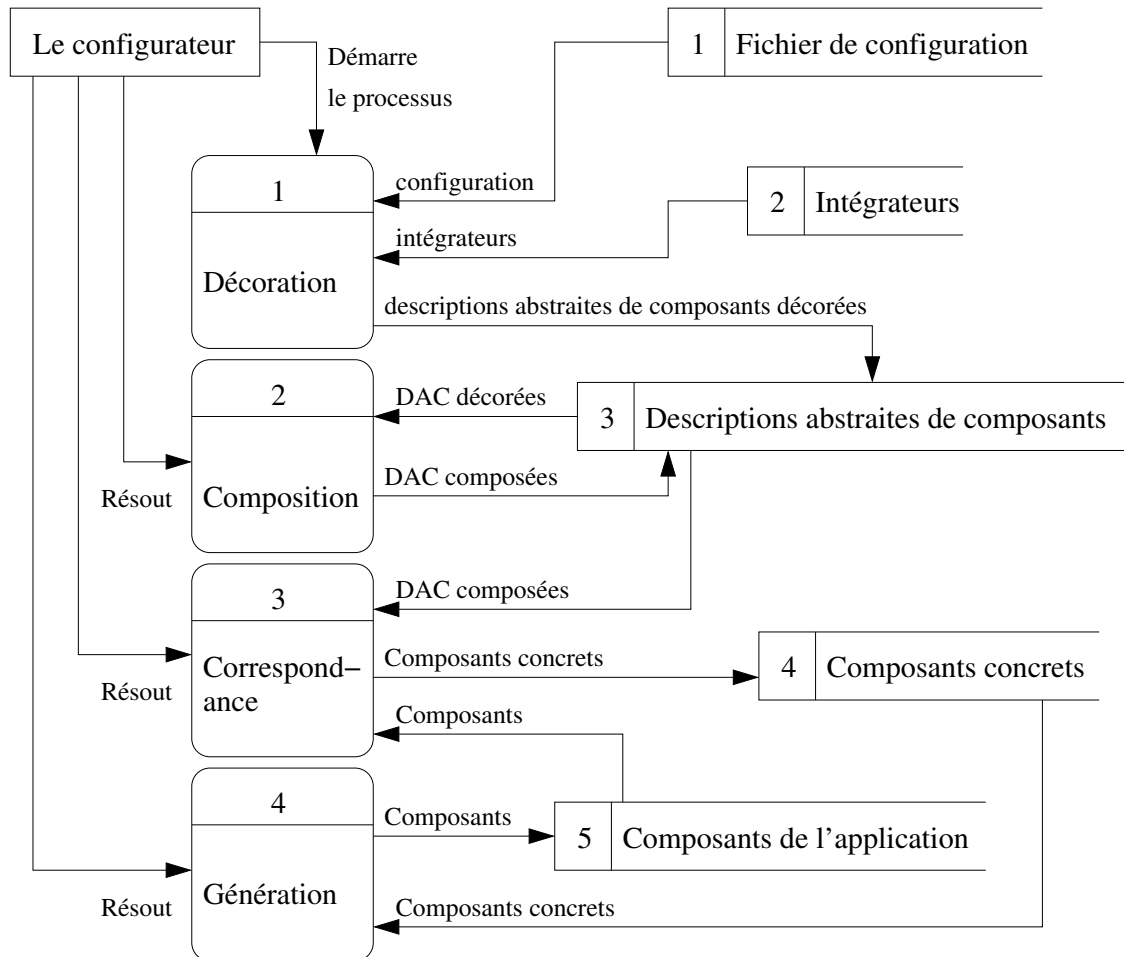 Le configurateur
Démarre
le processus
1 Fichier de configuration
1
configuration
2 Intégrateurs
intégrateurs
Décoration
descriptions abstraites de composants décorées
2
DAC décorées
3 Descriptions abstraites de composants
Résout
Composition
DAC composées
3
DAC composées
Résout
Correspond–
ance
Composants concrets
4 Composants concrets
Composants
4
Composants
5 Composants de l'application
Résout
Génération
Composants concrets